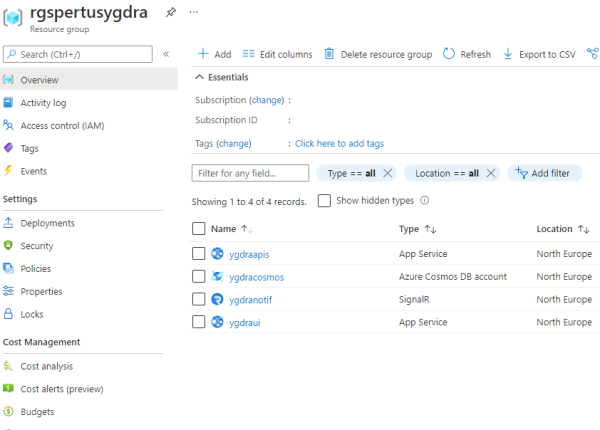 rgspertusygdra ...
Resource group
Search (Ctrl+/) «
Overview
Activity log
Access control (IAM)
Tags
Events
Settings
Deployments
Security
Policies
Properties
Locks
Cost Management
Cost analysis
Cost alerts (preview)
Budgets
+ Add Edit columns Delete resource group Refresh Export to CSV
Essentials
Subscription (change) :
Subscription ID :
Tags (change) : Click here to add tags
Filter for any field... Type == all × Location == all × Add filter
Showing 1 to 4 of 4 records. Show hidden types
Name ↑↓ Type ↑↓ Location ↑↓
ygdraapis App Service North Europe
ygdracosmos Azure Cosmos DB account North Europe
ygdranotif SignalR North Europe
ygdraui App Service North Europe